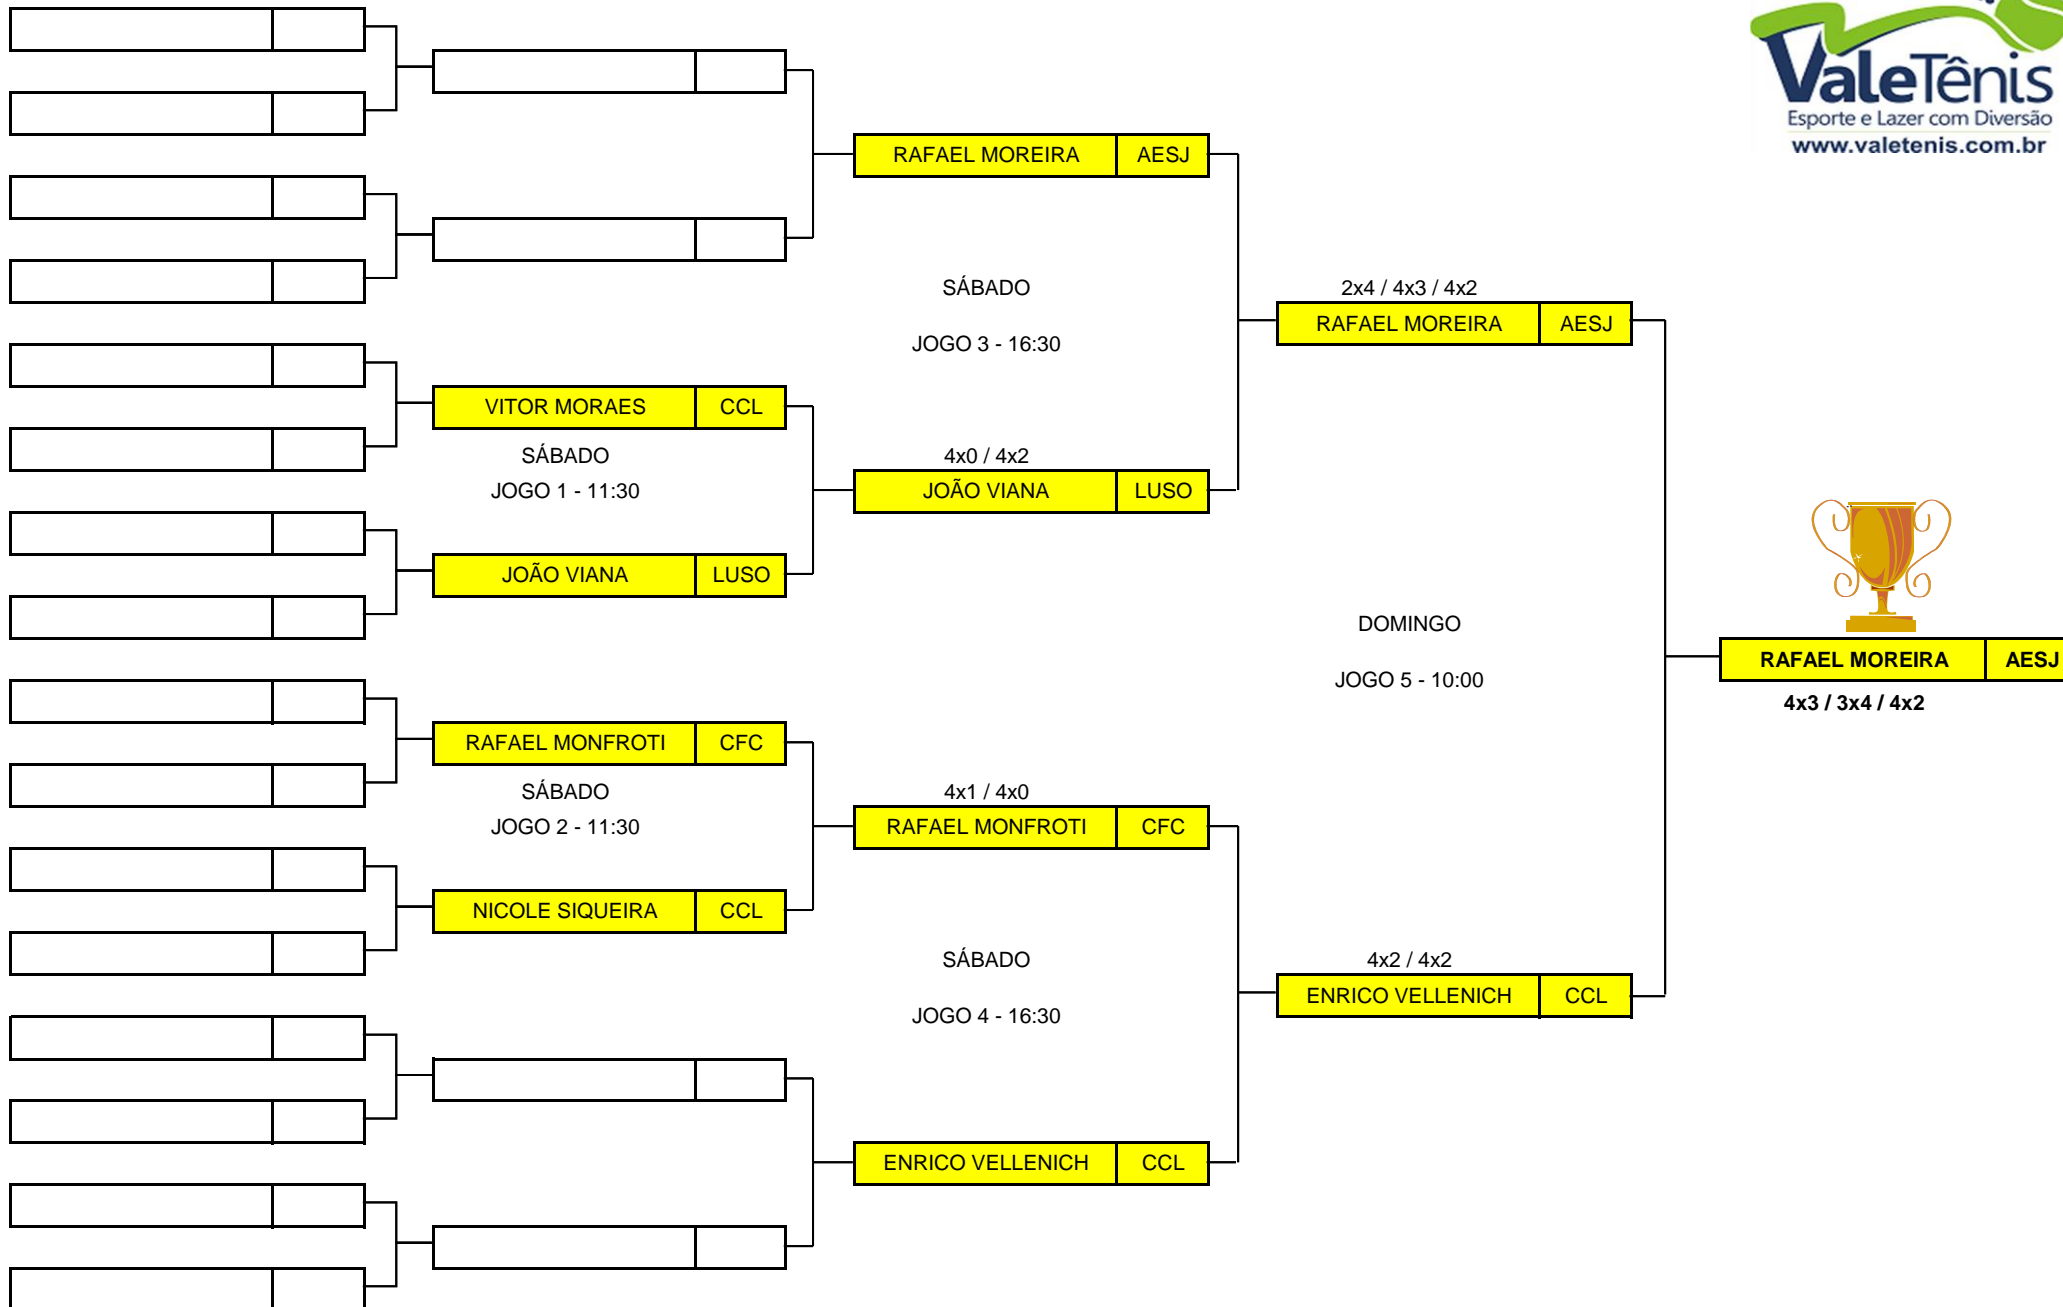 ValeTênis
Esporte e Lazer com Diversão
www.valetenis.com.br
RAFAEL MOREIRA AESJ
SÁBADO
JOGO 3 - 16:30
2x4 / 4x3 / 4x2
RAFAEL MOREIRA AESJ
VITOR MORAES CCL
SÁBADO
JOGO 1 - 11:30
4x0 / 4x2
JOÃO VIANA LUSO
JOÃO VIANA LUSO
DOMINGO
JOGO 5 - 10:00
RAFAEL MOREIRA AESJ
4x3 / 3x4 / 4x2
RAFAEL MONFROTI CFC
SÁBADO
JOGO 2 - 11:30
4x1 / 4x0
RAFAEL MONFROTI CFC
NICOLE SIQUEIRA CCL
SÁBADO
JOGO 4 - 16:30
4x2 / 4x2
ENRICO VELLENICH CCL
ENRICO VELLENICH CCL